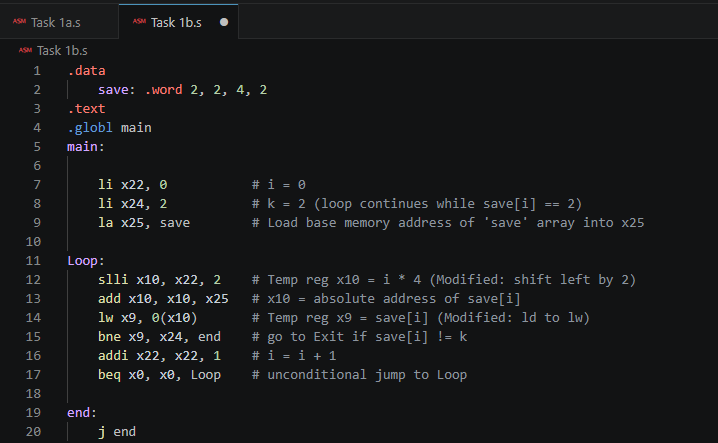 ASM Task 1a.s ASM Task 1b.s ●
ASM Task 1b.s
1 .data
2 save: .word 2, 2, 4, 2
3 .text
4 .globl main
5 main:
6
7 li x22, 0 # i = 0
8 li x24, 2 # k = 2 (loop continues while save[i] == 2)
9 la x25, save # Load base memory address of 'save' array into x25
10
11 Loop:
12 slli x10, x22, 2 # Temp reg x10 = i * 4 (Modified: shift left by 2)
13 add x10, x10, x25 # x10 = absolute address of save[i]
14 lw x9, 0(x10) # Temp reg x9 = save[i] (Modified: ld to lw)
15 bne x9, x24, end # go to Exit if save[i] != k
16 addi x22, x22, 1 # i = i + 1
17 beq x0, x0, Loop # unconditional jump to Loop
18
19 end:
20 j end